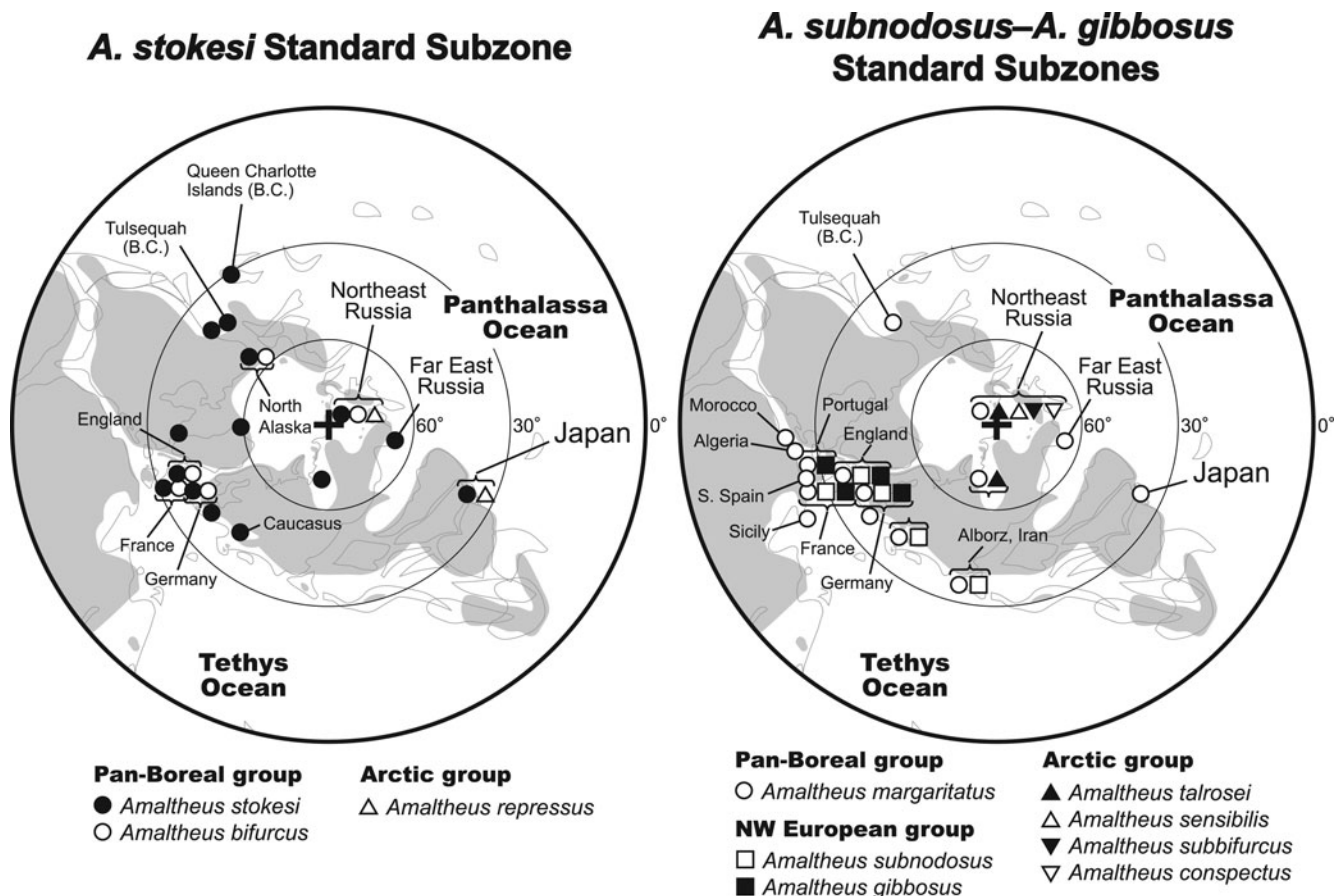 A. stokesi Standard Subzone
Queen Charlotte
Islands (B.C.)
Tulsequah
(B.C.)
Northeast
Russia
Panthalassa
Ocean
Far East
Russia
North
Alaska
England
60°
30°
0°
Japan
Caucasus
France
Germany
Tethys
Ocean
Pan-Boreal group
Amaltheus stokesi
Amaltheus bifurcus
Arctic group
Amaltheus repressus
A. subnodosus–A. gibbosus
Standard Subzones
Tulsequah
(B.C.)
Northeast
Russia
Panthalassa
Ocean
Far East
Russia
Morocco
Portugal
Algeria
England
60°
30°
0°
Japan
S. Spain
Sicily
France
Alborz, Iran
Germany
Tethys
Ocean
Pan-Boreal group
Amaltheus margaritatus
NW European group
Amaltheus subnodosus
Amaltheus gibbosus
Arctic group
Amaltheus talrosei
Amaltheus sensibilis
Amaltheus subbifurcus
Amaltheus conspectus